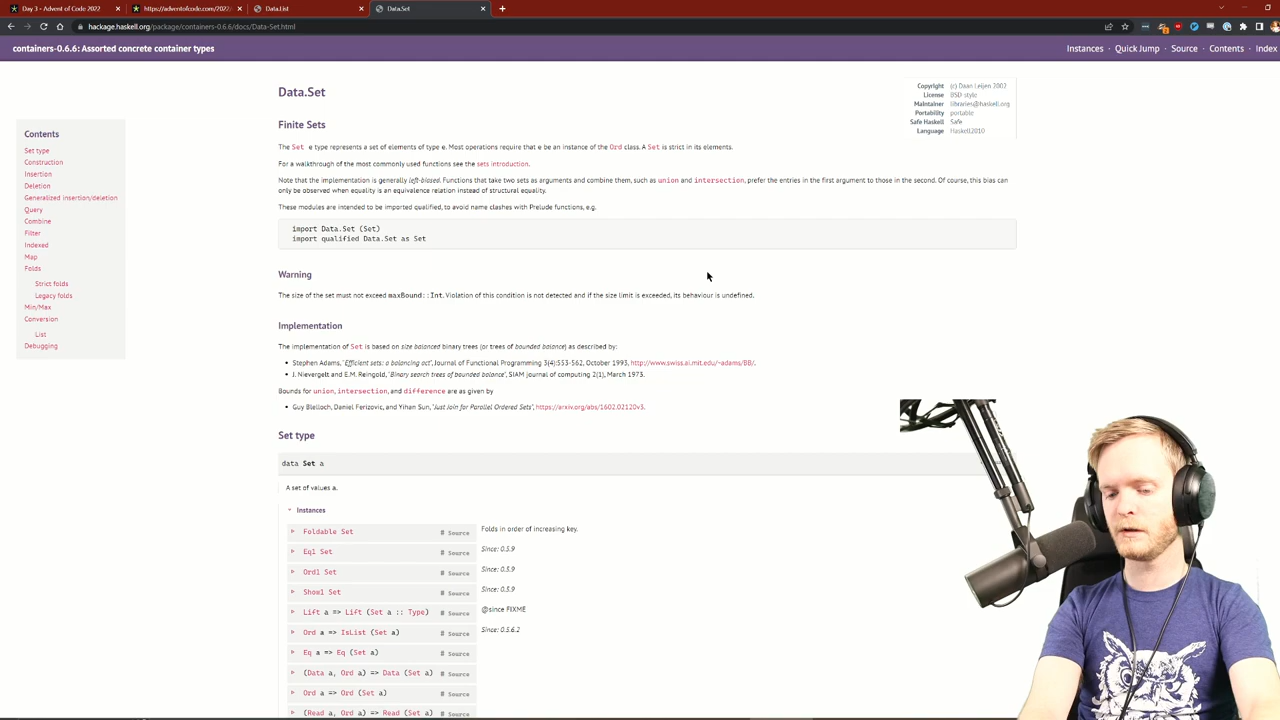 Day 3 - Advent of Code 2022
https://adventofcode.com/2022/
Data.List
Data.Set
hackage.haskell.org/package/containers-0.6.6/docs/Data-Set.html
containers-0.6.6: Assorted concrete container types
Instances · Quick Jump · Source · Contents · Index
Copyright (c) Daan Leijen 2002
License BSD-style
Maintainer libraries@haskell.org
Portability portable
Safe Haskell Safe
Language Haskell2010
Contents
Set type
Construction
Insertion
Deletion
Generalized insertion/deletion
Query
Combine
Filter
Indexed
Map
Folds
Strict folds
Legacy folds
Min/Max
Conversion
List
Debugging
Data.Set
Finite Sets
The Set e type represents a set of elements of type e. Most operations require that e be an instance of the Ord class. A Set is strict in its elements.
For a walkthrough of the most commonly used functions see the sets introduction.
Note that the implementation is generally left-biased. Functions that take two sets as arguments and combine them, such as union and intersection, prefer the entries in the first argument to those in the second. Of course, this bias can
only be observed when equality is an equivalence relation instead of structural equality.
These modules are intended to be imported qualified, to avoid name clashes with Prelude functions, e.g.
import Data.Set (Set)
import qualified Data.Set as Set
Warning
The size of the set must not exceed maxBound::Int. Violation of this condition is not detected and if the size limit is exceeded, its behaviour is undefined.
Implementation
The implementation of Set is based on size balanced binary trees (or trees of bounded balance) as described by:
• Stephen Adams, "Efficient sets: a balancing act", Journal of Functional Programming 3(4):553-562, October 1993, http://www.swiss.ai.mit.edu/~adams/BB/.
• J. Nievergelt and E.M. Reingold, "Binary search trees of bounded balance", SIAM journal of computing 2(1), March 1973.
Bounds for union, intersection, and difference are as given by
• Guy Blelloch, Daniel Ferizovic, and Yihan Sun, "Just Join for Parallel Ordered Sets", https://arxiv.org/abs/1602.02120v3.
Set type
data Set a
A set of values a.
Instances
Foldable Set # Source Folds in order of increasing key.
Eq1 Set # Source Since: 0.5.9
Ord1 Set # Source Since: 0.5.9
Show1 Set # Source Since: 0.5.9
Lift a => Lift (Set a :: Type) # Source @since FIXME
Ord a => IsList (Set a) # Source Since: 0.5.6.2
Eq a => Eq (Set a) # Source
(Data a, Ord a) => Data (Set a) # Source
Ord a => Ord (Set a) # Source
(Read a, Ord a) => Read (Set a) # Source